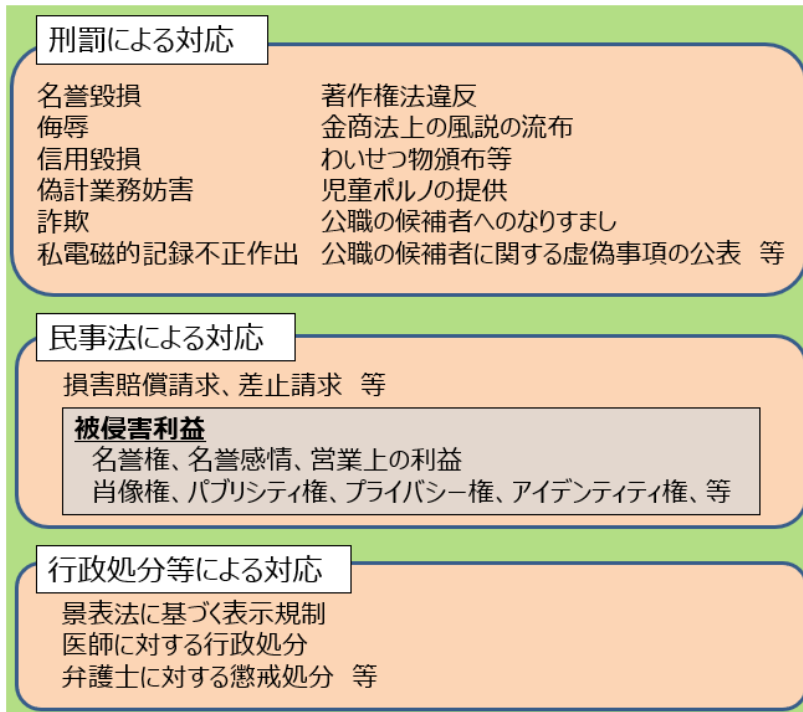 刑罰による対応
名誉毀損　著作権法違反
侮辱　金商法上の風説の流布
信用毀損　わいせつ物頒布等
偽計業務妨害　児童ポルノの提供
詐欺　公職の候補者へのなりすまし
私電磁的記録不正作出　公職の候補者に関する虚偽事項の公表　等
民事法による対応
損害賠償請求、差止請求　等
被侵害利益
名誉権、名誉感情、営業上の利益
肖像権、パブリシティ権、プライバシー権、アイデンティティ権、等
行政処分等による対応
景表法に基づく表示規制
医師に対する行政処分
弁護士に対する懲戒処分　等